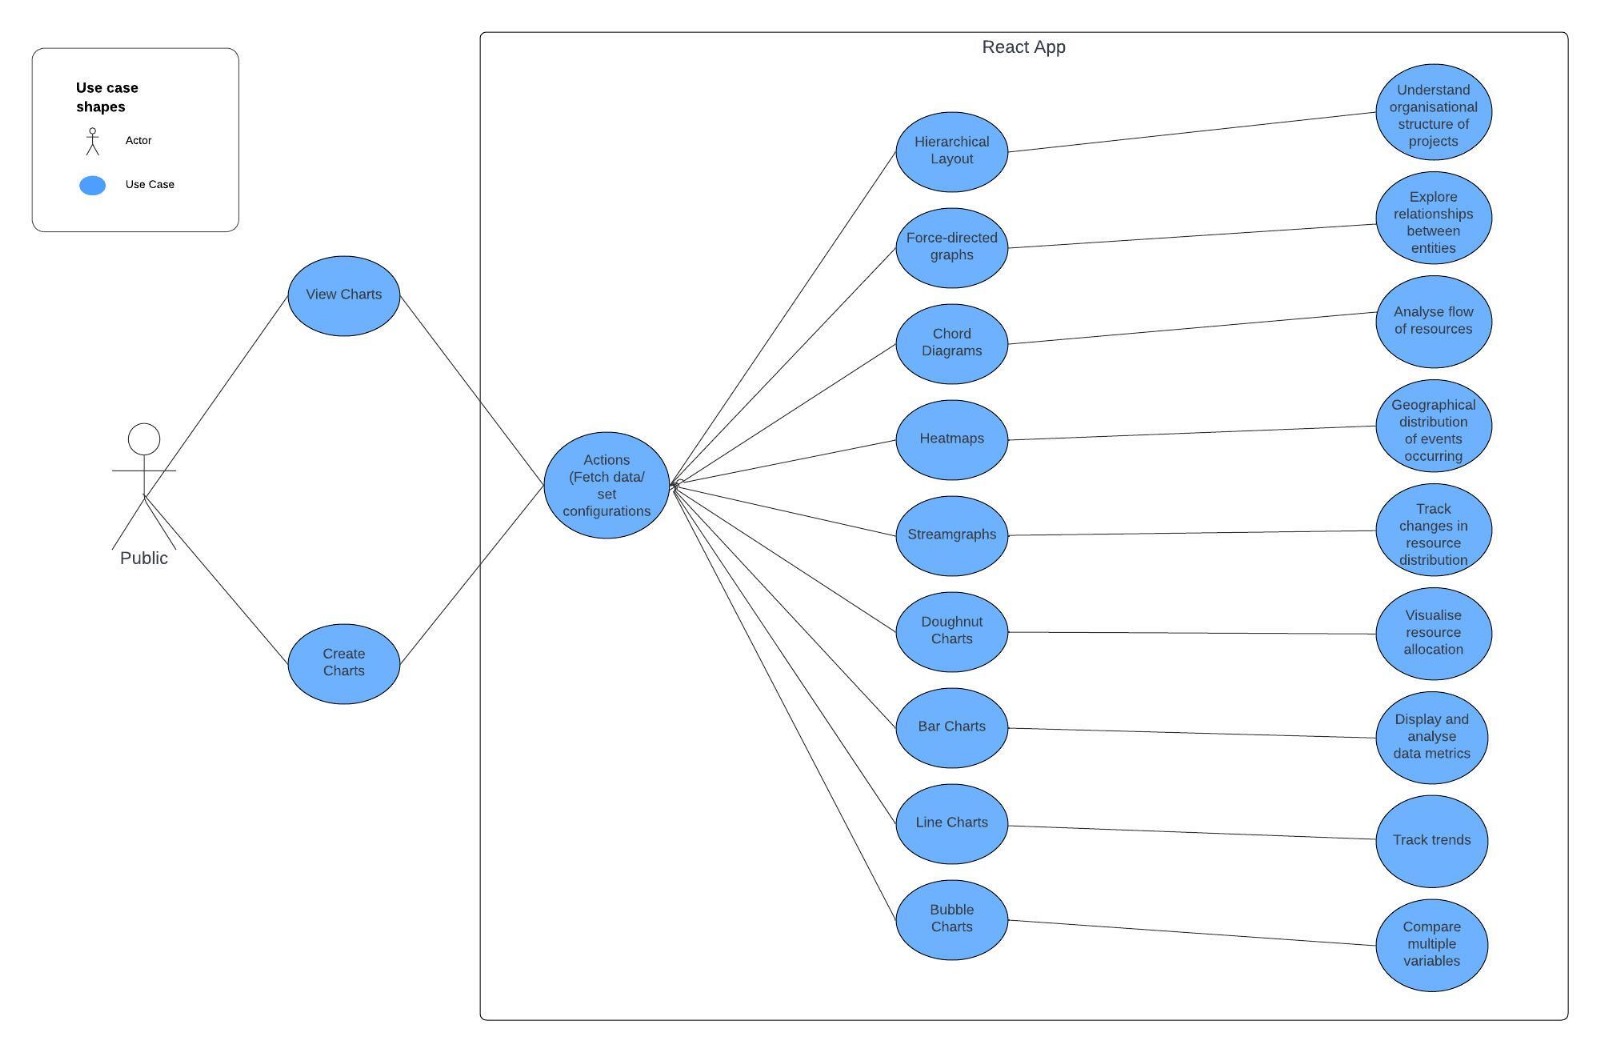 React App
Use case
shapes
Actor
Use Case
View Charts
Public
Create
Charts
Actions
(Fetch data/
set
configurations
Hierarchical
Layout
Force-directed
graphs
Chord
Diagrams
Heatmaps
Streamgraphs
Doughnut
Charts
Bar Charts
Line Charts
Bubble
Charts
Understand
organisational
structure of
projects
Explore
relationships
between
entities
Analyse flow
of resources
Geographical
distribution
of events
occurring
Track
changes in
resource
distribution
Visualise
resource
allocation
Display and
analyse
data metrics
Track trends
Compare
multiple
variables